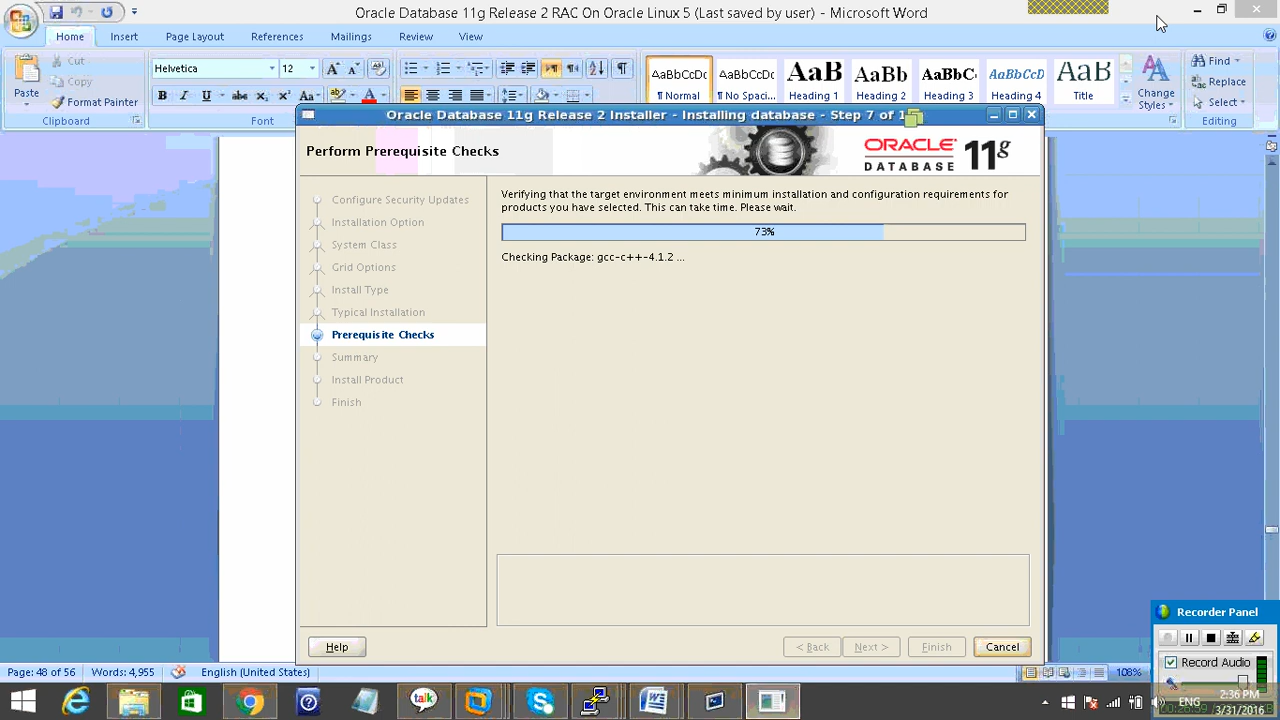 Oracle Database 11g Release 2 RAC On Oracle Linux 5 (Last saved by user) - Microsoft Word
Home Insert Page Layout References Mailings Review View
Paste
Cut
Copy
Format Painter
Clipboard
Helvetica 12
B I U abc
Font
AaBbCcDc AaBbCcDc AaB AaBb AaBbC AaBbCcDc AaB
¶ Normal ¶ No Spaci... Heading 1 Heading 2 Heading 3 Heading 4 Title
Change
Styles
Find
Replace
Select
Editing
Oracle Database 11g Release 2 Installer - Installing database - Step 7 of 1
Perform Prerequisite Checks
ORACLE
DATABASE 11g
Configure Security Updates
Installation Option
System Class
Grid Options
Install Type
Typical Installation
Prerequisite Checks
Summary
Install Product
Finish
Verifying that the target environment meets minimum installation and configuration requirements for
products you have selected. This can take time. Please wait.
73%
Checking Package: gcc-c++-4.1.2 ...
Help
< Back Next > Finish Cancel
Recorder Panel
Record Audio
Page: 48 of 56 Words: 4,955 English (United States) 108%
talk
ENG
2:36 PM
3/31/2016